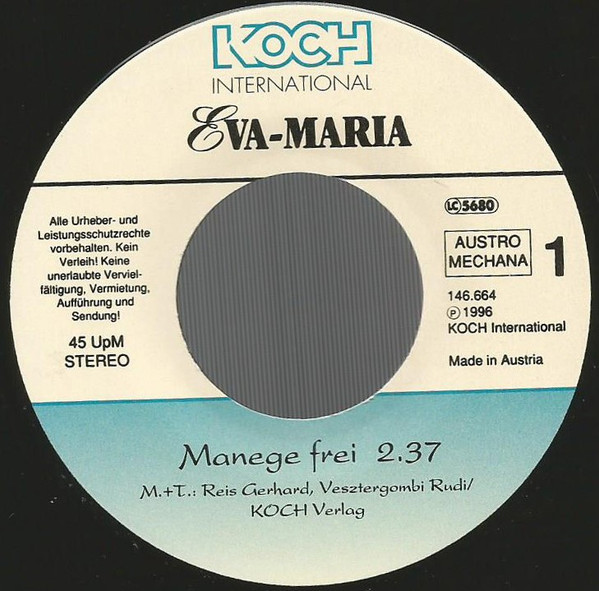 KOCH
INTERNATIONAL
EVA-MARIA
Alle Urheber- und
Leistungsschutzrechte
vorbehalten. Kein
Verleih! Keine
unerlaubte Verviel-
fältigung, Vermietung,
Aufführung und
Sendung!
45 UpM
STEREO
LC 5680
AUSTRO
MECHANA
1
146.664
Ⓟ 1996
KOCH International
Made in Austria
Manege frei 2.37
M.+T.: Reis Gerhard, Vesztergombi Rudi/
KOCH Verlag